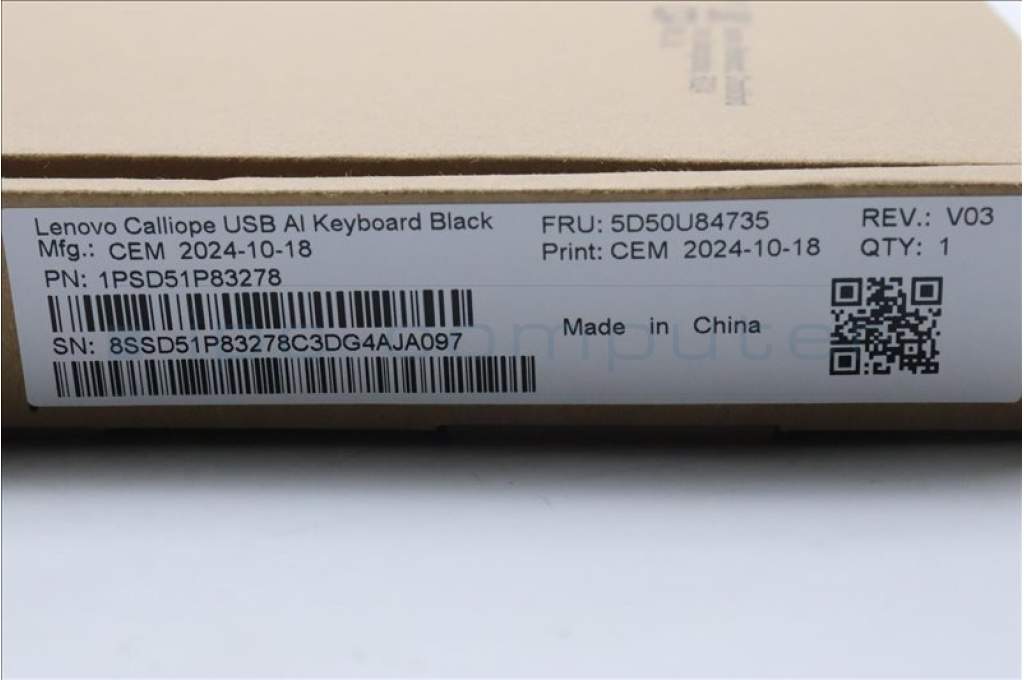 Lenovo Calliope USB AI Keyboard Black
FRU: 5D50U84735
REV.: V03
Mfg.: CEM 2024-10-18
Print: CEM 2024-10-18
QTY: 1
PN: 1PSD51P83278
Made in China
SN: 8SSD51P83278C3DG4AJA097